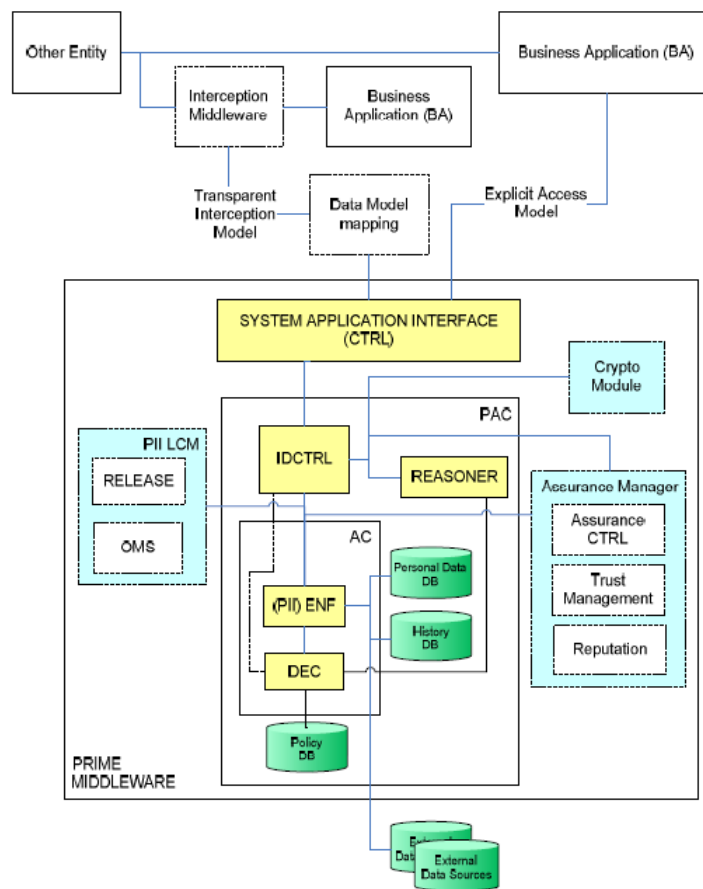 Other Entity
Business Application (BA)
Interception
Middleware
Business
Application (BA)
Transparent
Interception
Model
Data Model
mapping
Explicit Access
Model
SYSTEM APPLICATION INTERFACE
(CTRL)
Crypto
Module
PAC
PII LCM
RELEASE
OMS
IDCTRL
REASONER
Assurance Manager
Assurance
CTRL
Trust
Management
Reputation
AC
(PII) ENF
DEC
Personal Data
DB
History
DB
Policy
DB
PRIME
MIDDLEWARE
External
Data Sources